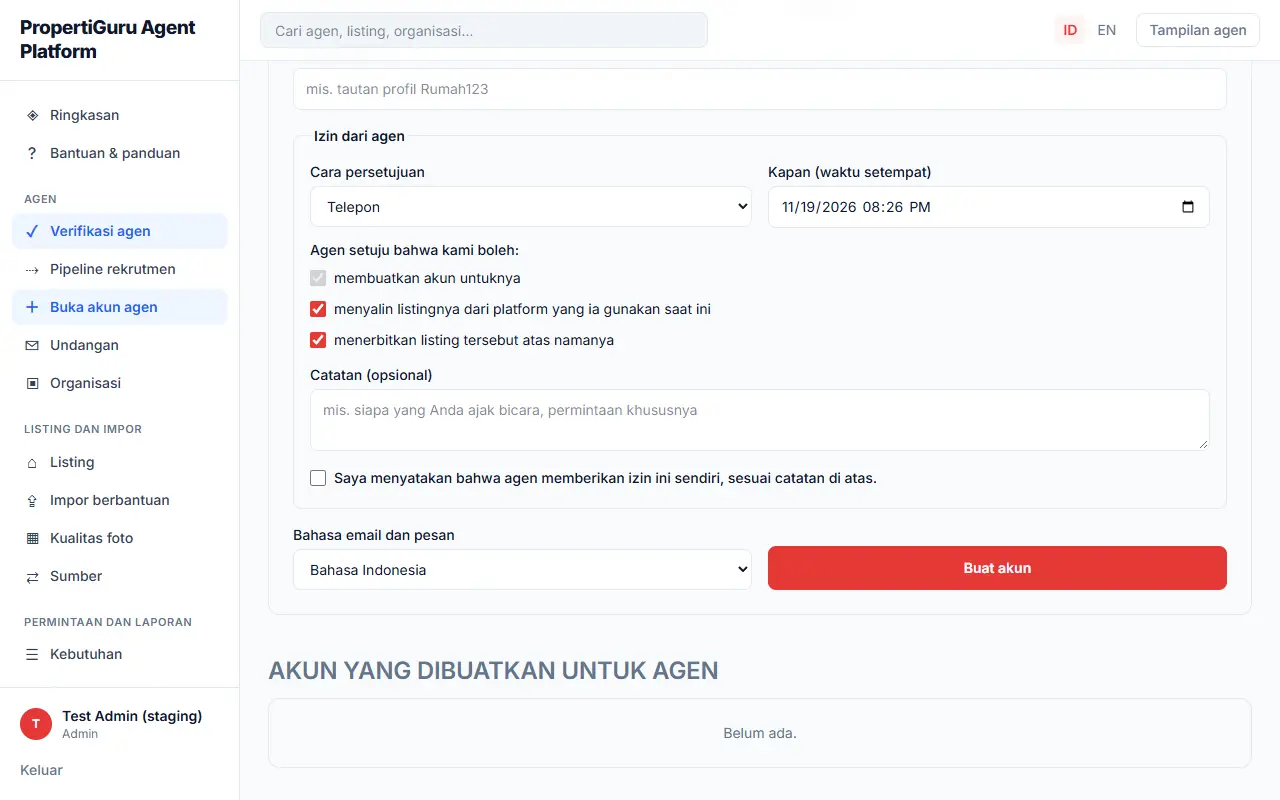 PropertiGuru Agent
Platform
Ringkasan
? Bantuan & panduan
AGEN
Verifikasi agen
Pipeline rekrutmen
Buka akun agen
Undangan
Organisasi
LISTING DAN IMPOR
Listing
Impor berbantuan
Kualitas foto
Sumber
PERMINTAAN DAN LAPORAN
Kebutuhan
T
Test Admin (staging)
Admin
Keluar
Cari agen, listing, organisasi...
ID EN Tampilan agen
mis. tautan profil Rumah123
Izin dari agen
Cara persetujuan
Telepon
Kapan (waktu setempat)
11/19/2026 08:26 PM
Agen setuju bahwa kami boleh:
membuatkan akun untuknya
menyalin listingnya dari platform yang ia gunakan saat ini
menerbitkan listing tersebut atas namanya
Catatan (opsional)
mis. siapa yang Anda ajak bicara, permintaan khususnya
Saya menyatakan bahwa agen memberikan izin ini sendiri, sesuai catatan di atas.
Bahasa email dan pesan
Bahasa Indonesia
Buat akun
AKUN YANG DIBUATKAN UNTUK AGEN
Belum ada.